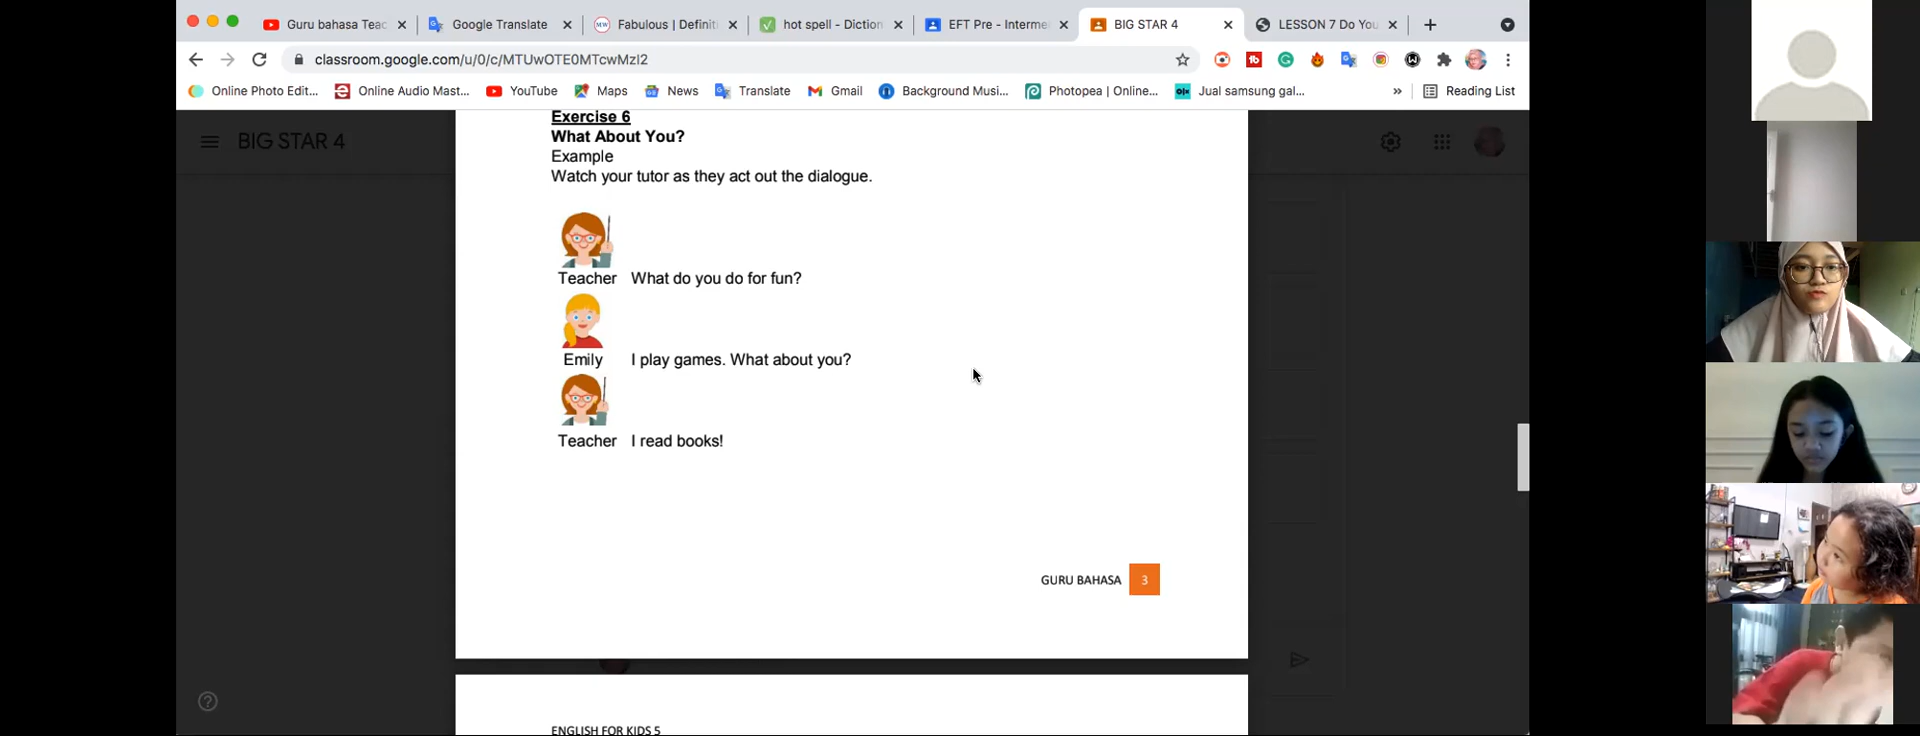 Guru bahasa Teac
Google Translate
Fabulous | Definiti
hot spell - Diction
EFT Pre - Interme
BIG STAR 4
LESSON 7 Do You
classroom.google.com/u/0/c/MTUwOTE0MTcwMzI2
Online Photo Edit...
Online Audio Mast...
YouTube
Maps
News
Translate
Gmail
Background Musi...
Photopea | Online...
Jual samsung gal...
»
Reading List
BIG STAR 4
Exercise 6
What About You?
Example
Watch your tutor as they act out the dialogue.
Teacher What do you do for fun?
Emily I play games. What about you?
Teacher I read books!
GURU BAHASA 3
ENGLISH FOR KIDS 5